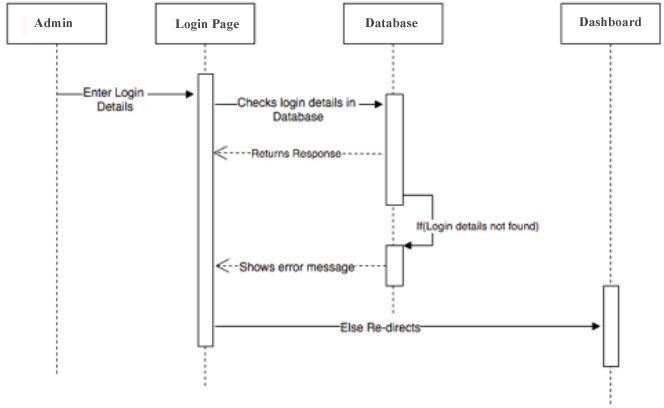 Admin
Login Page
Database
Dashboard
Enter Login
Details
Checks login details in
Database
Returns Response
If(Login details not found)
Shows error message
Else Re-directs